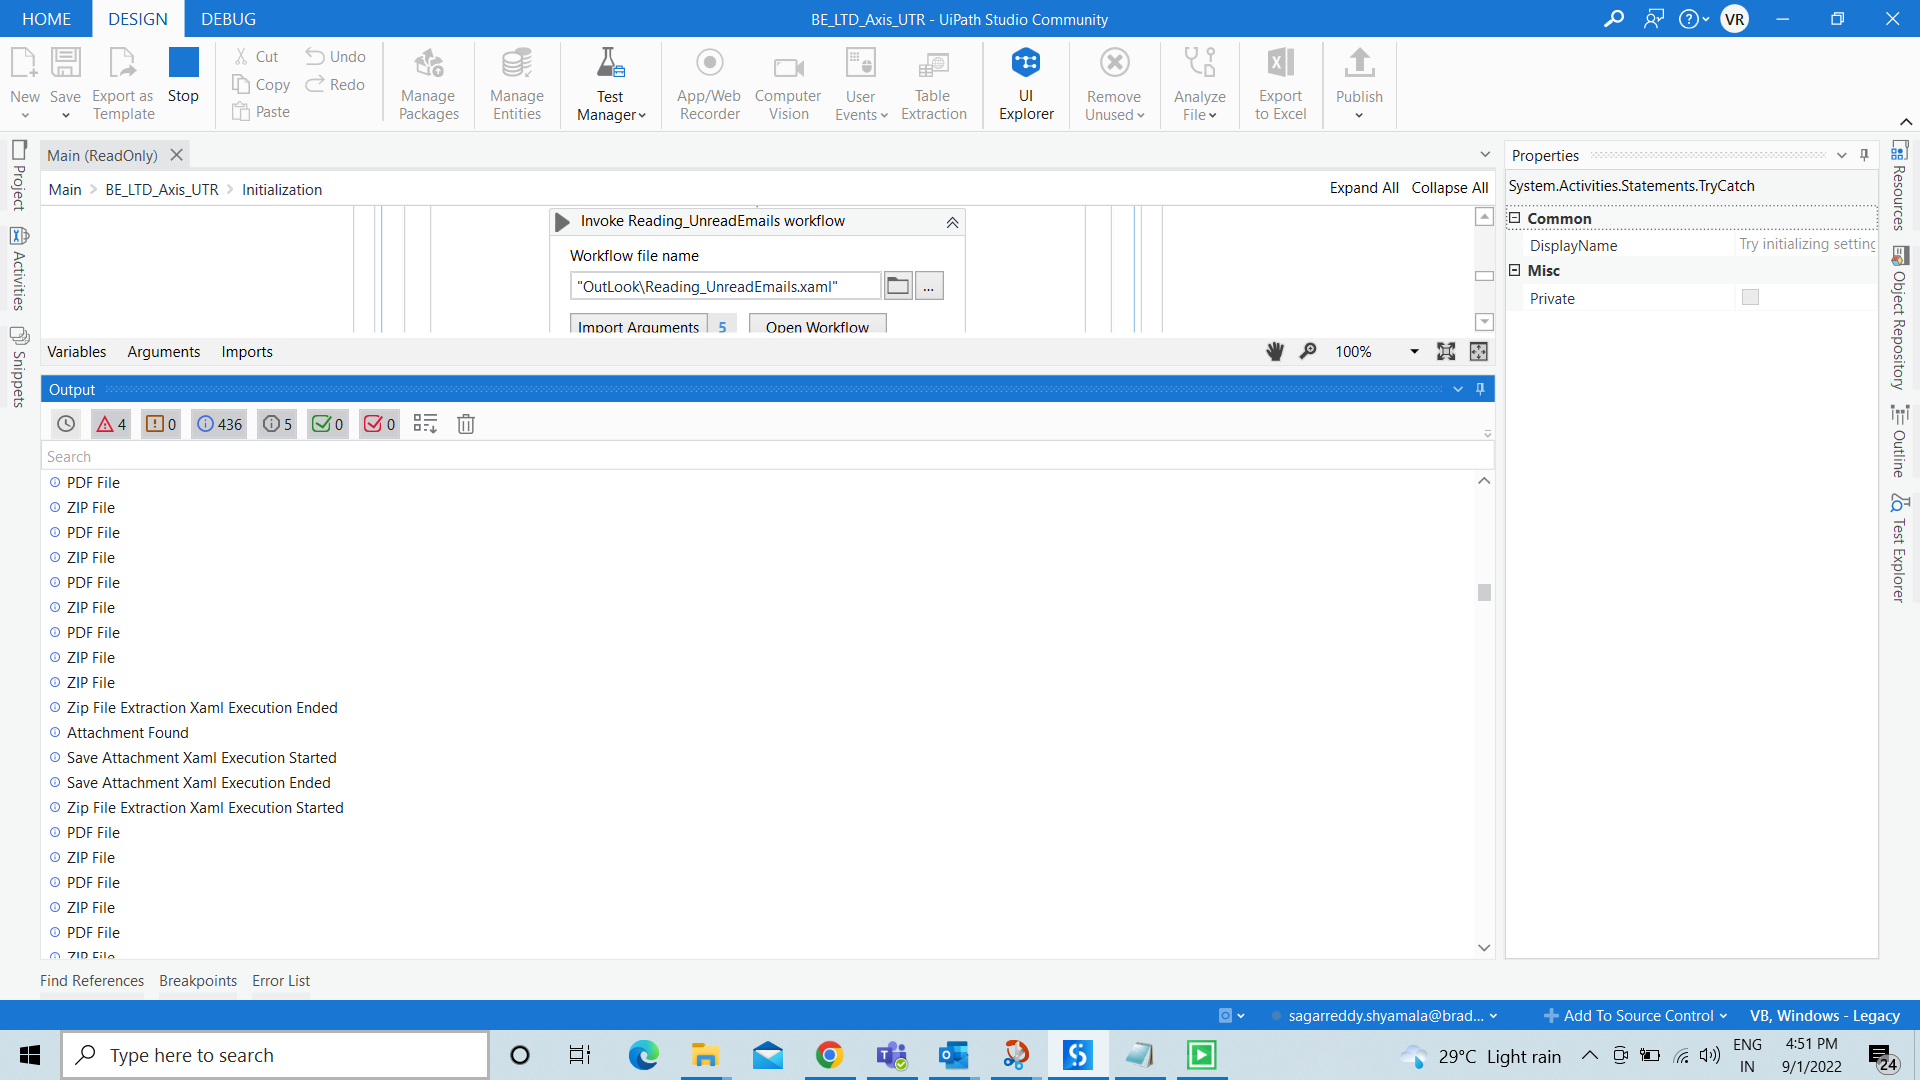 HOME DESIGN DEBUG
BE_LTD_Axis_UTR - UiPath Studio Community
VR
New
Save
Export as
Template
Stop
Cut
Copy
Paste
Undo
Redo
Manage
Packages
Manage
Entities
Test
Manager
App/Web
Recorder
Computer
Vision
User
Events
Table
Extraction
UI
Explorer
Remove
Unused
Analyze
File
Export
to Excel
Publish
Project
Activities
Snippets
Main (ReadOnly)
Main > BE_LTD_Axis_UTR > Initialization
Expand All Collapse All
Invoke Reading_UnreadEmails workflow
Workflow file name
"OutLook\Reading_UnreadEmails.xaml"
...
Import Arguments 5 Open Workflow
Variables Arguments Imports
100%
Output
4 0 436 5 0 0
Search
PDF File
ZIP File
PDF File
ZIP File
PDF File
ZIP File
PDF File
ZIP File
ZIP File
Zip File Extraction Xaml Execution Ended
Attachment Found
Save Attachment Xaml Execution Started
Save Attachment Xaml Execution Ended
Zip File Extraction Xaml Execution Started
PDF File
ZIP File
PDF File
ZIP File
PDF File
ZIP File
Find References Breakpoints Error List
Properties
System.Activities.Statements.TryCatch
Common
DisplayName Try initializing setting
Misc
Private
Resources
Object Repository
Outline
Test Explorer
sagarreddy.shyamala@brad...
Add To Source Control
VB, Windows - Legacy
Type here to search
29°C Light rain
ENG
IN
4:51 PM
9/1/2022
24